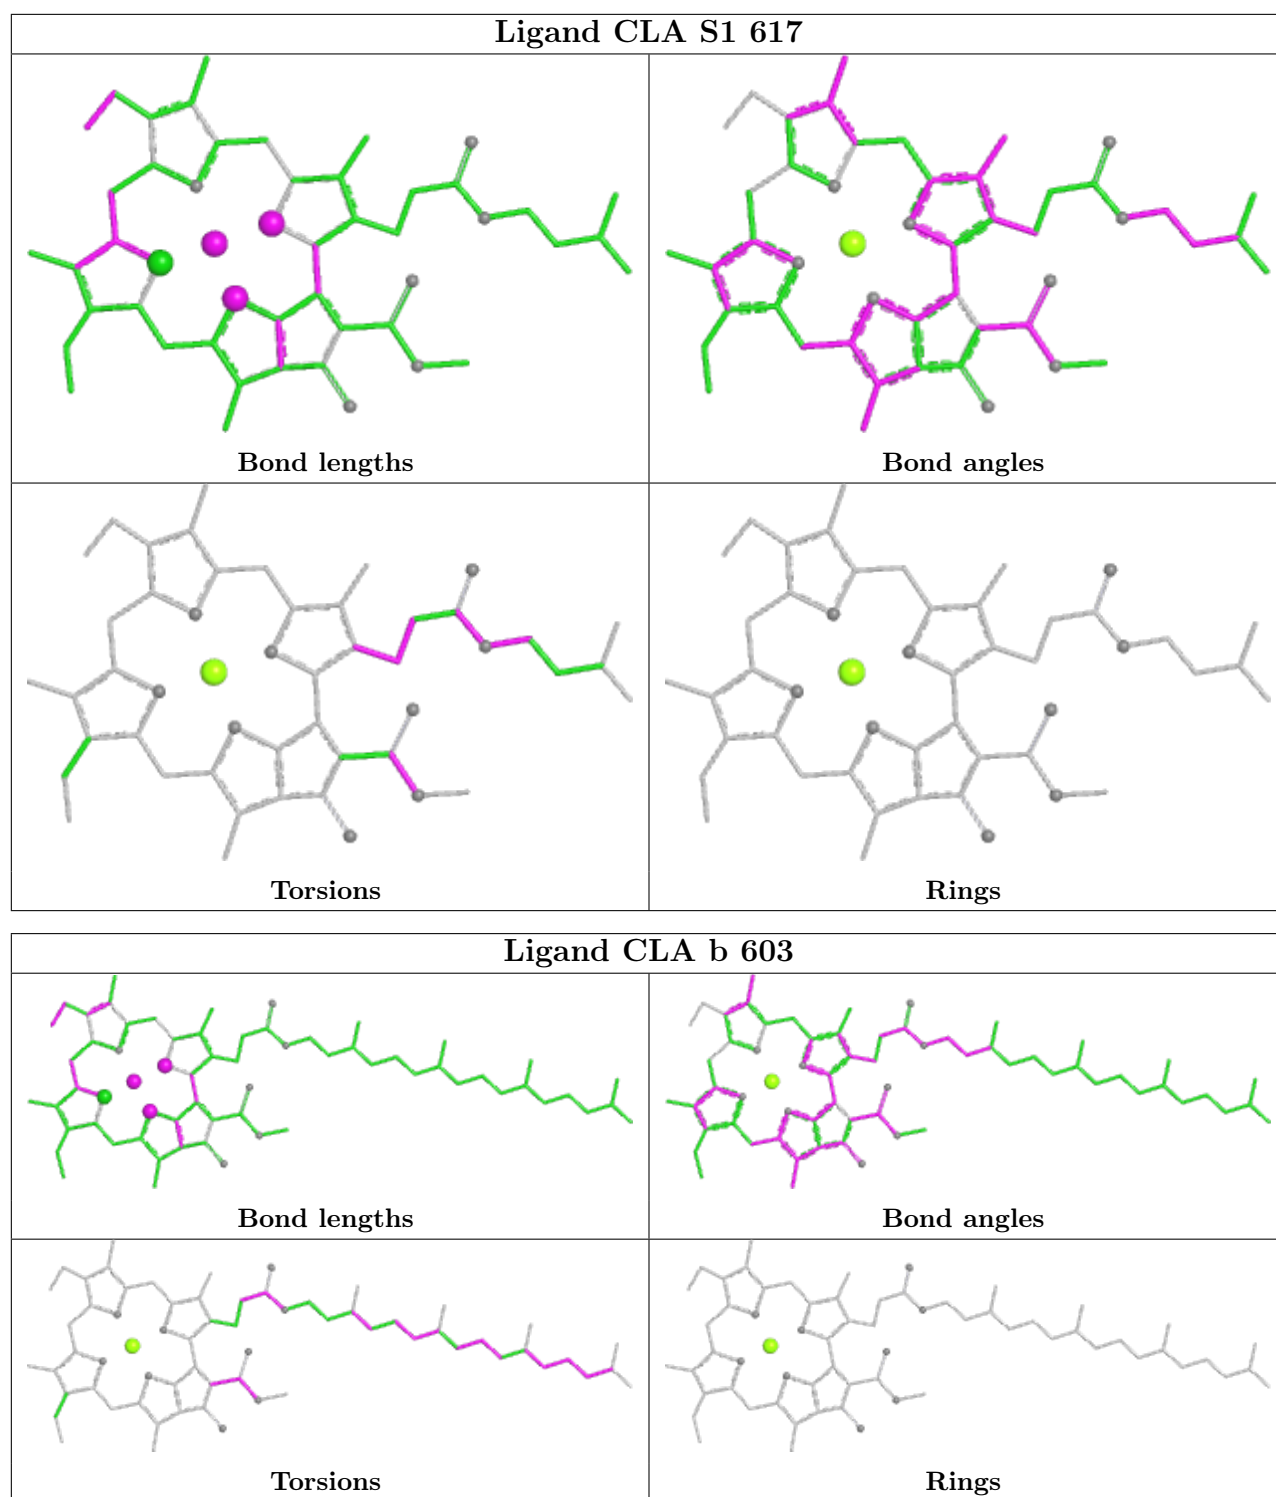 Ligand CLA S1 617
Bond lengths
Bond angles
Torsions
Rings
Ligand CLA b 603
Bond lengths
Bond angles
Torsions
Rings